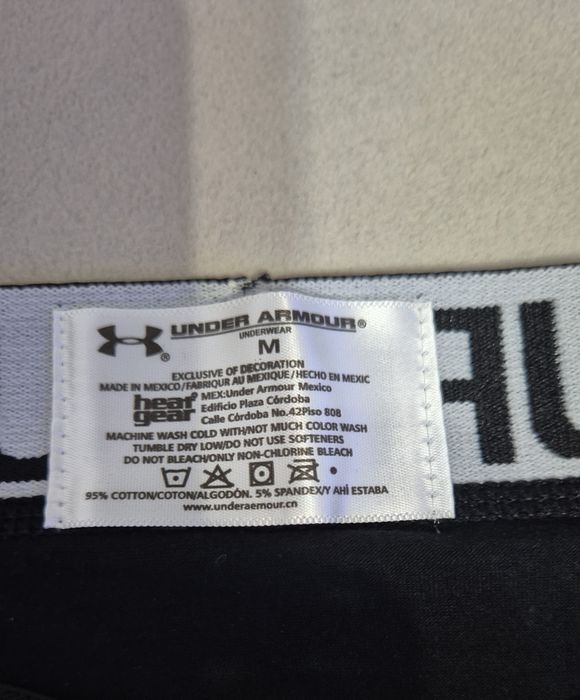 UNDER ARMOUR®
UNDERWEAR
M
EXCLUSIVE OF DECORATION
MADE IN MEXICO/FABRIQUR AU MEXIQUE/HECHO EN MEXIC
heat gear®
MEX:Under Armour Mexico
Edificio Plaza Córdoba
Calle Córdoba No.42Piso 808
MACHINE WASH COLD WITH/NOT MUCH COLOR WASH
TUMBLE DRY LOW/DO NOT USE SOFTENERS
DO NOT BLEACH/ONLY NON-CHLORINE BLEACH
95% COTTON/COTON/ALGODÓN. 5% SPANDEX/Y AHÍ ESTABA
www.underaemour.cn